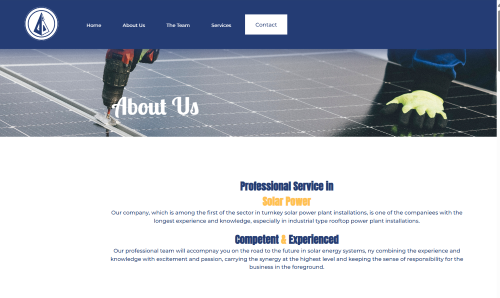 Home
About Us
The Team
Services
Contact
About Us
Professional Service in
Solar Power
Our company, which is among the first of the sector in turnkey solar power plant installations, is one of the companiees with the
longest experience and knowledge, especially in industrial type rooftop power plant installations.
Competent & Experienced
Our professional team will accompnay you on the road to the future in solar energy systems, ny combining the experience and
knowledge with escitement and passion, carrying the synergy at the highest level and keeping the sense of reponsability for the
business in the foreground.